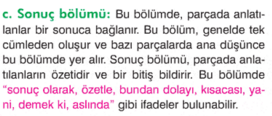 c. Sonuç bölümü: Bu bölümde, parçada anlatı-
lanlar bir sonuca bağlanır. Bu bölüm, genelde tek
cümleden oluşur ve bazı parçalarda ana düşünce
bu bölümde yer alır. Sonuç bölümü, parçada anla-
tılanların özetidir ve bir bitiş bildirir. Bu bölümde
"sonuç olarak, özetle, bundan dolayı, kısacası, ya-
ni, demek ki, aslında" gibi ifadeler bulunabilir.